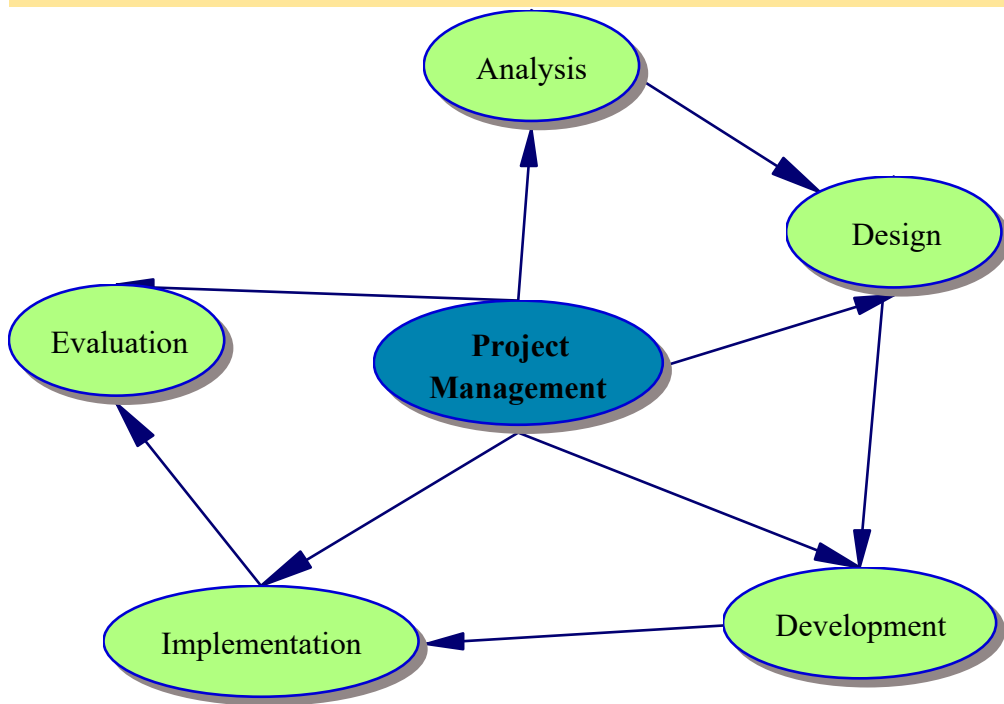 Analysis
Design
Evaluation
Project
Management
Implementation
Development